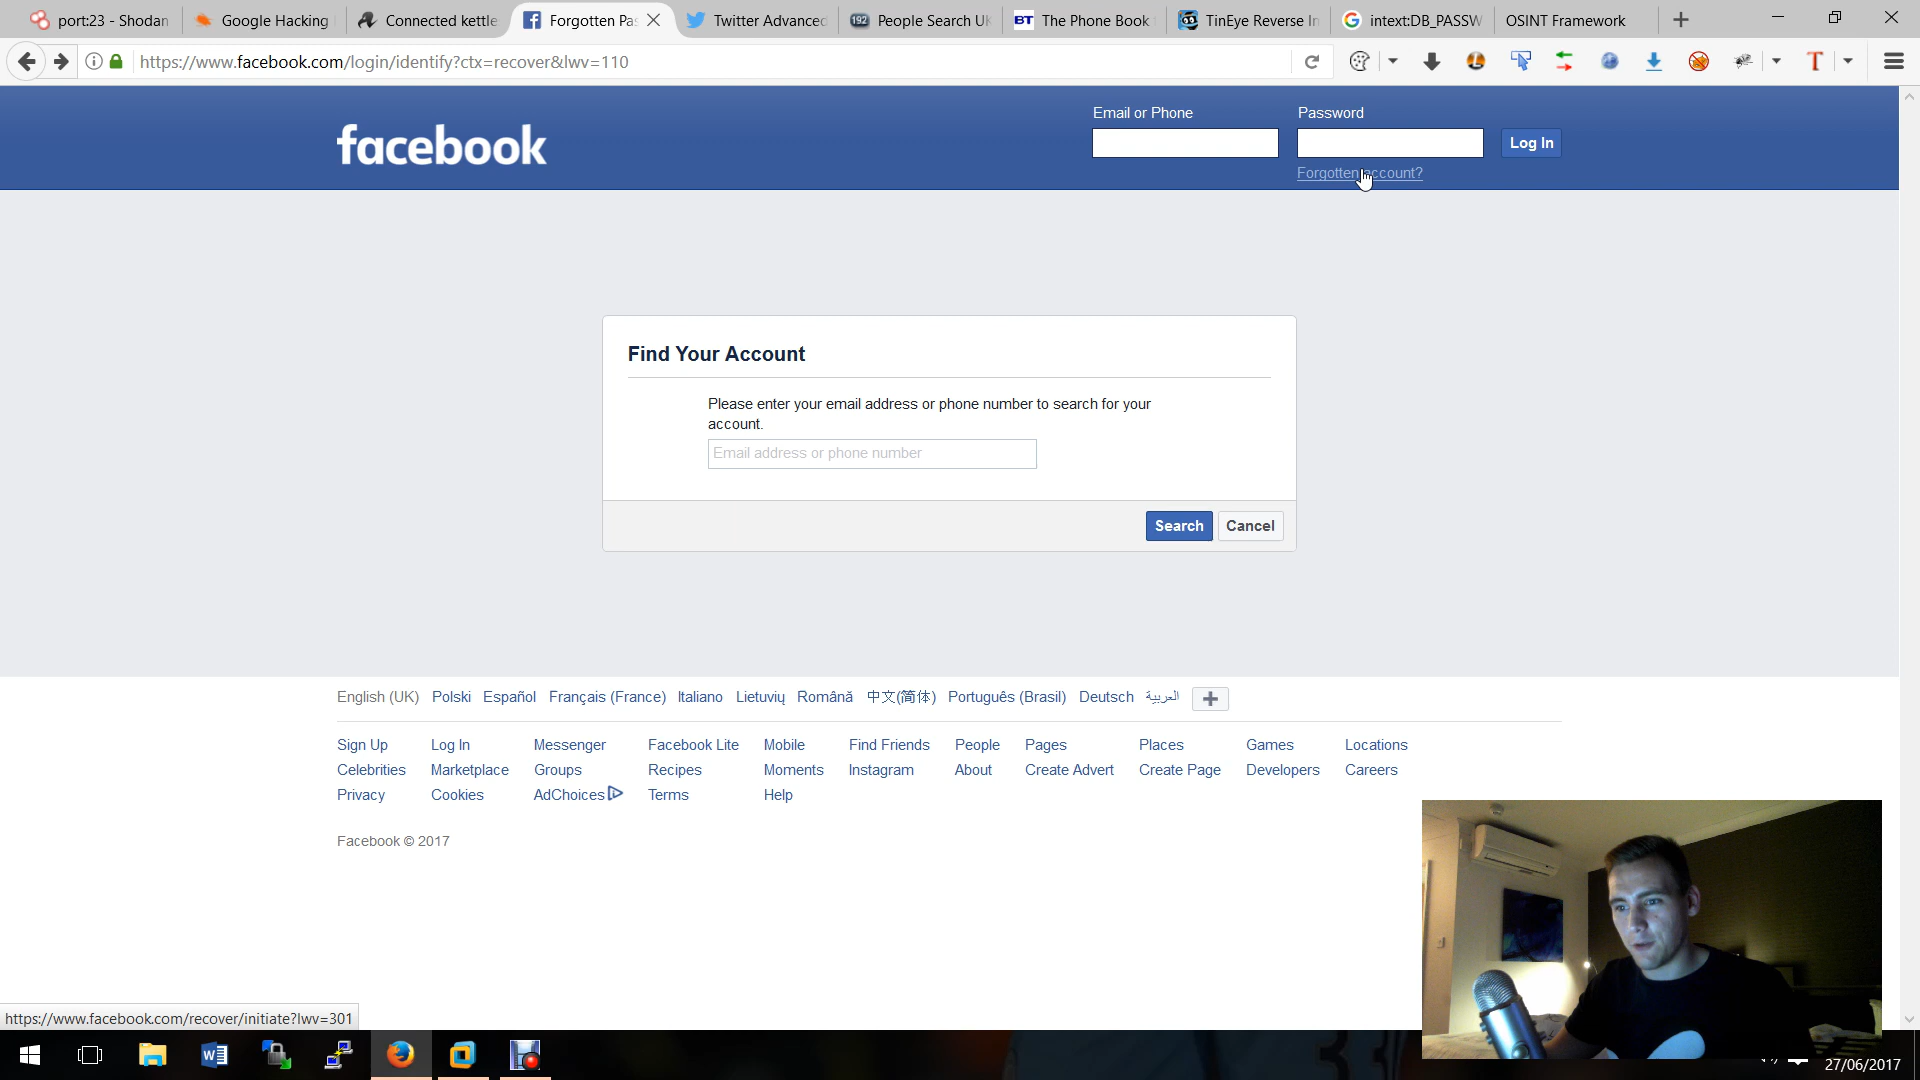 port:23 - Shodan
Google Hacking
Connected kettle
Forgotten Pas
Twitter Advanced
192
People Search UK
BT
The Phone Book
TinEye Reverse In
intext:DB_PASSW
OSINT Framework
https://www.facebook.com/login/identify?ctx=recover&lwv=110
Email or Phone
Password
facebook
Log In
Forgotten account?
Find Your Account
Please enter your email address or phone number to search for your
account.
Email address or phone number
Search
Cancel
English (UK) Polski Español Français (France) Italiano Lietuvių Română 中文(简体) Português (Brasil) Deutsch العربية
Sign Up Log In Messenger Facebook Lite Mobile Find Friends People Pages Places Games Locations
Celebrities Marketplace Groups Recipes Moments Instagram About Create Advert Create Page Developers Careers
Privacy Cookies AdChoices Terms Help
Facebook © 2017
https://www.facebook.com/recover/initiate?lwv=301
27/06/2017